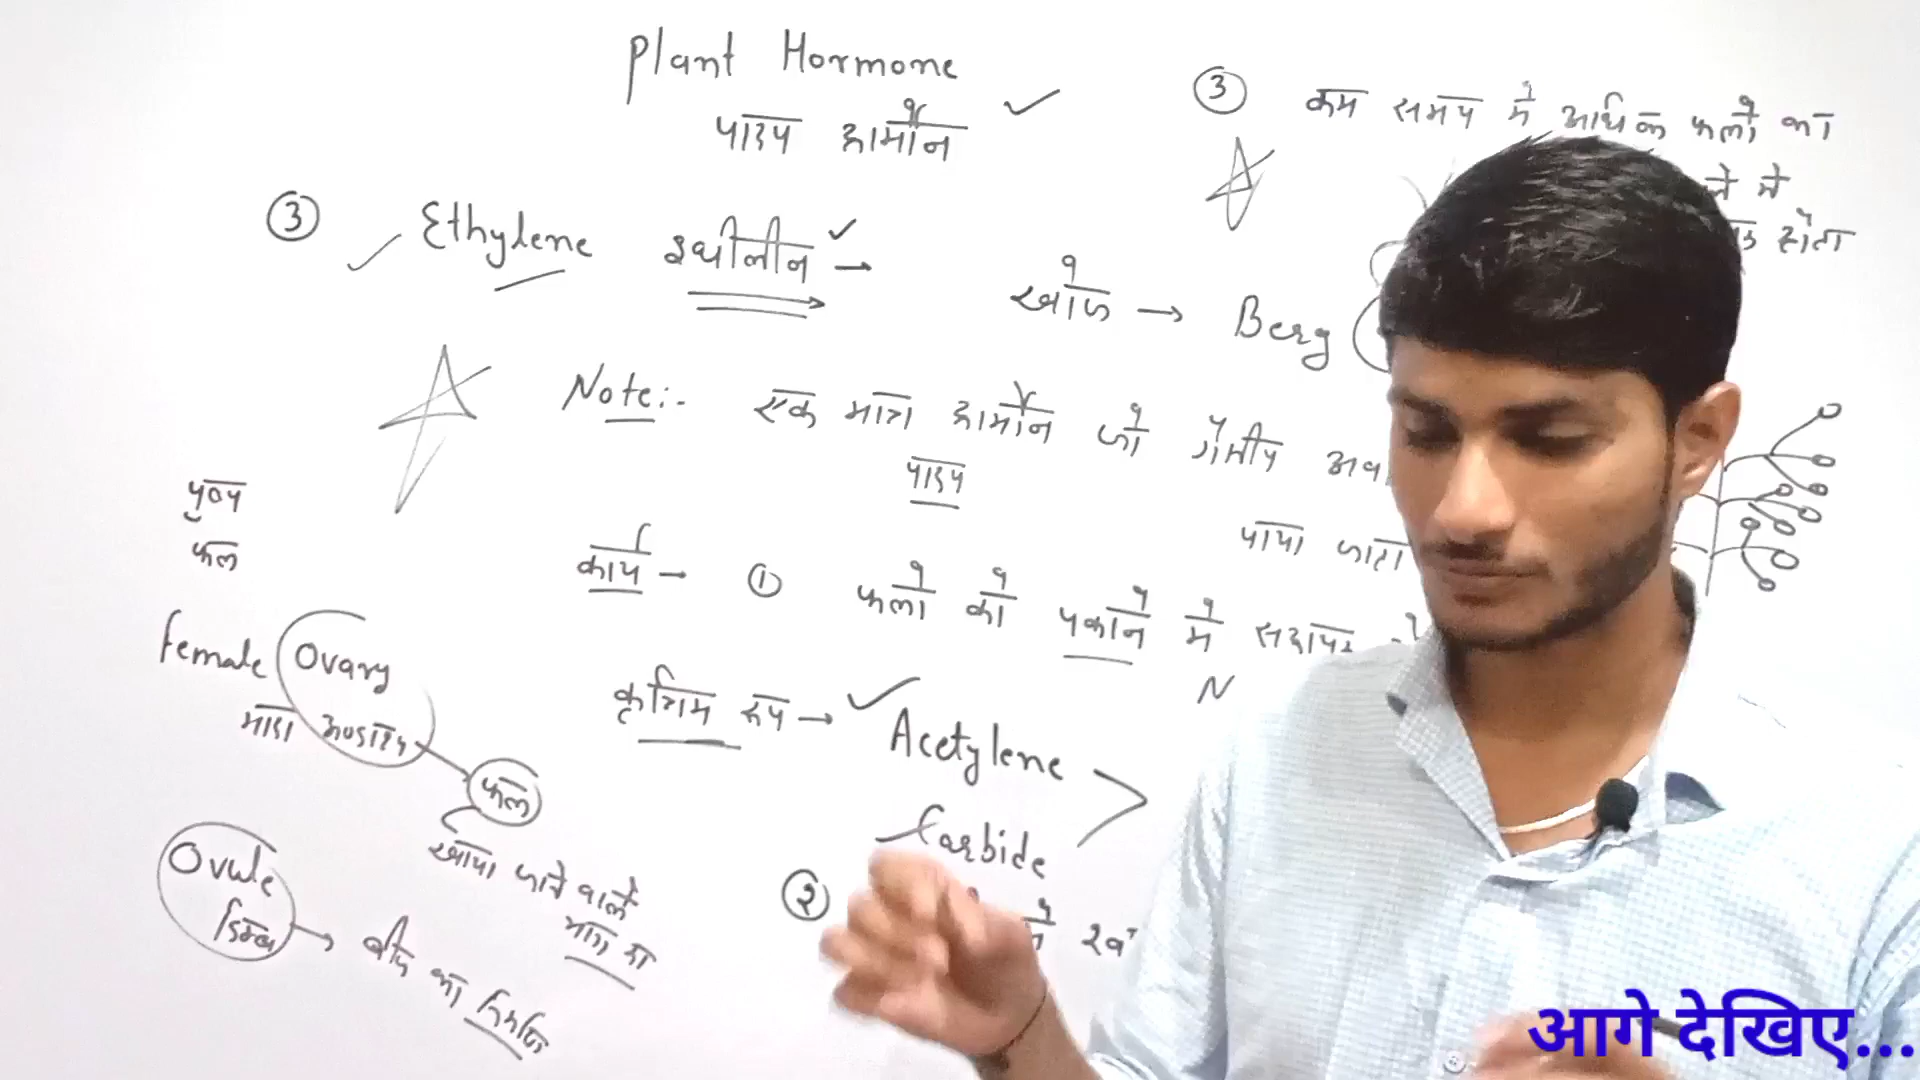 Plant Hormone
पादप हार्मोन
③ Ethylene इथीलीन →
खोज → Berg
Note:- एक मात्र हार्मोन जो गैसीय अव
पादप
पाया जाता
कार्य → ① फलों को पकाने में सहायक
N
कृत्रिम रूप → Acetylene
Carbide
②
③ कम समय में अधिक फलों का
होता
पुष्प
फल
Female Ovary
मादा अण्डाशय
फल
खाया जाने वाले
भाग का
Ovule
बीज का निर्माण
आगे देखिए...